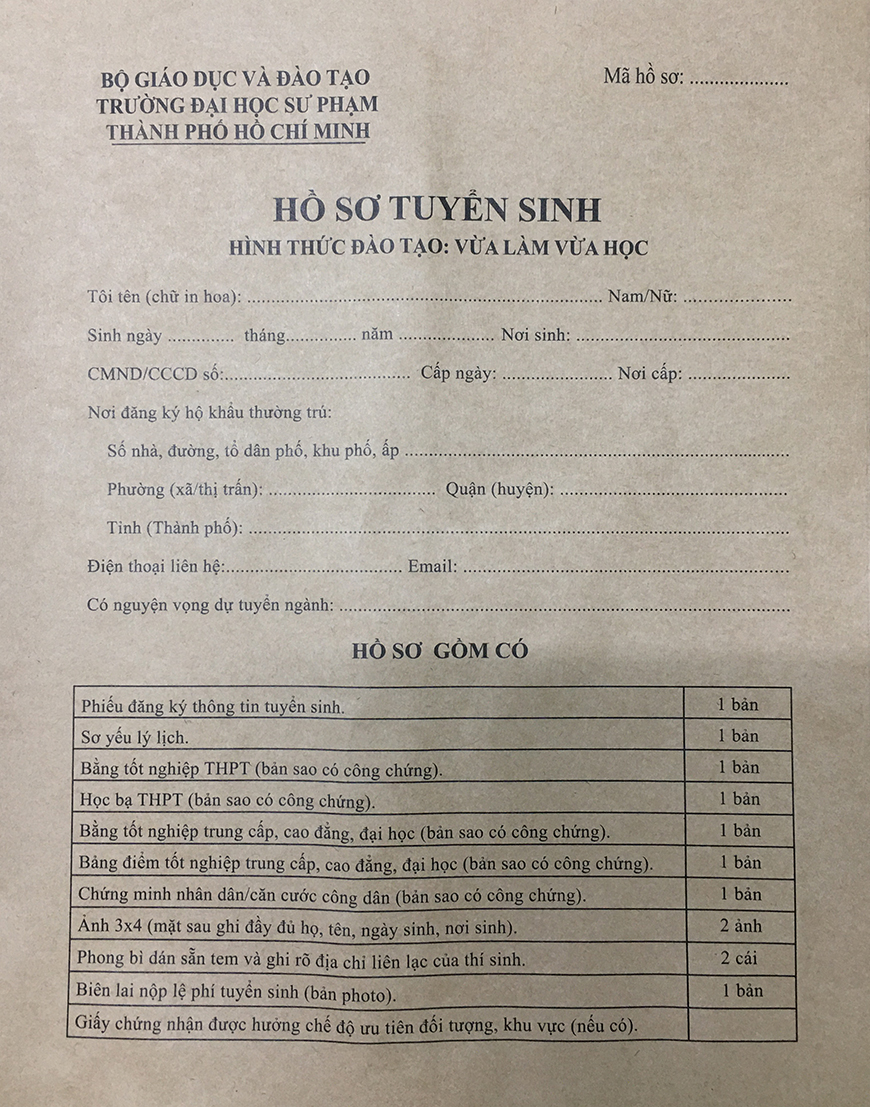 BỘ GIÁO DỤC VÀ ĐÀO TẠO
TRƯỜNG ĐẠI HỌC SƯ PHẠM
THÀNH PHỐ HỒ CHÍ MINH
Mã hồ sơ: ....................
HỒ SƠ TUYỂN SINH
HÌNH THỨC ĐÀO TẠO: VỪA LÀM VỪA HỌC
Tôi tên (chữ in hoa): .................................................................... Nam/Nữ: .....................
Sinh ngày ............. tháng............. năm .................. Nơi sinh: .........................................
CMND/CCCD số:.................................... Cấp ngày: ..................... Nơi cấp: ....................
Nơi đăng ký hộ khẩu thường trú:
Số nhà, đường, tổ dân phố, khu phố, ấp .........................................................................
Phường (xã/thị trấn): ................................ Quận (huyện): ...........................................
Tỉnh (Thành phố): .......................................................................................................
Điện thoại liên hệ:.................................. Email: ..............................................................
Có nguyện vọng dự tuyển ngành: .....................................................................................
HỒ SƠ GỒM CÓ
Phiếu đăng ký thông tin tuyển sinh. 1 bản
Sơ yếu lý lịch. 1 bản
Bằng tốt nghiệp THPT (bản sao có công chứng). 1 bản
Học bạ THPT (bản sao có công chứng). 1 bản
Bằng tốt nghiệp trung cấp, cao đẳng, đại học (bản sao có công chứng). 1 bản
Bảng điểm tốt nghiệp trung cấp, cao đẳng, đại học (bản sao có công chứng). 1 bản
Chứng minh nhân dân/căn cước công dân (bản sao có công chứng). 1 bản
Ảnh 3x4 (mặt sau ghi đầy đủ họ, tên, ngày sinh, nơi sinh). 2 ảnh
Phong bì dán sẵn tem và ghi rõ địa chỉ liên lạc của thí sinh. 2 cái
Biên lai nộp lệ phí tuyển sinh (bản photo). 1 bản
Giấy chứng nhận được hưởng chế độ ưu tiên đối tượng, khu vực (nếu có).